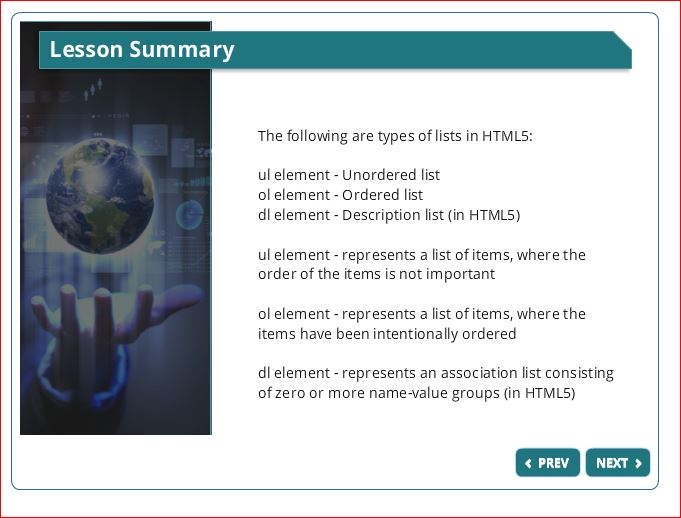 Lesson Summary
The following are types of lists in HTML5:
ul element - Unordered list
ol element - Ordered list
dl element - Description list (in HTML5)
ul element - represents a list of items, where the
order of the items is not important
ol element - represents a list of items, where the
items have been intentionally ordered
dl element - represents an association list consisting
of zero or more name-value groups (in HTML5)
PREV
NEXT